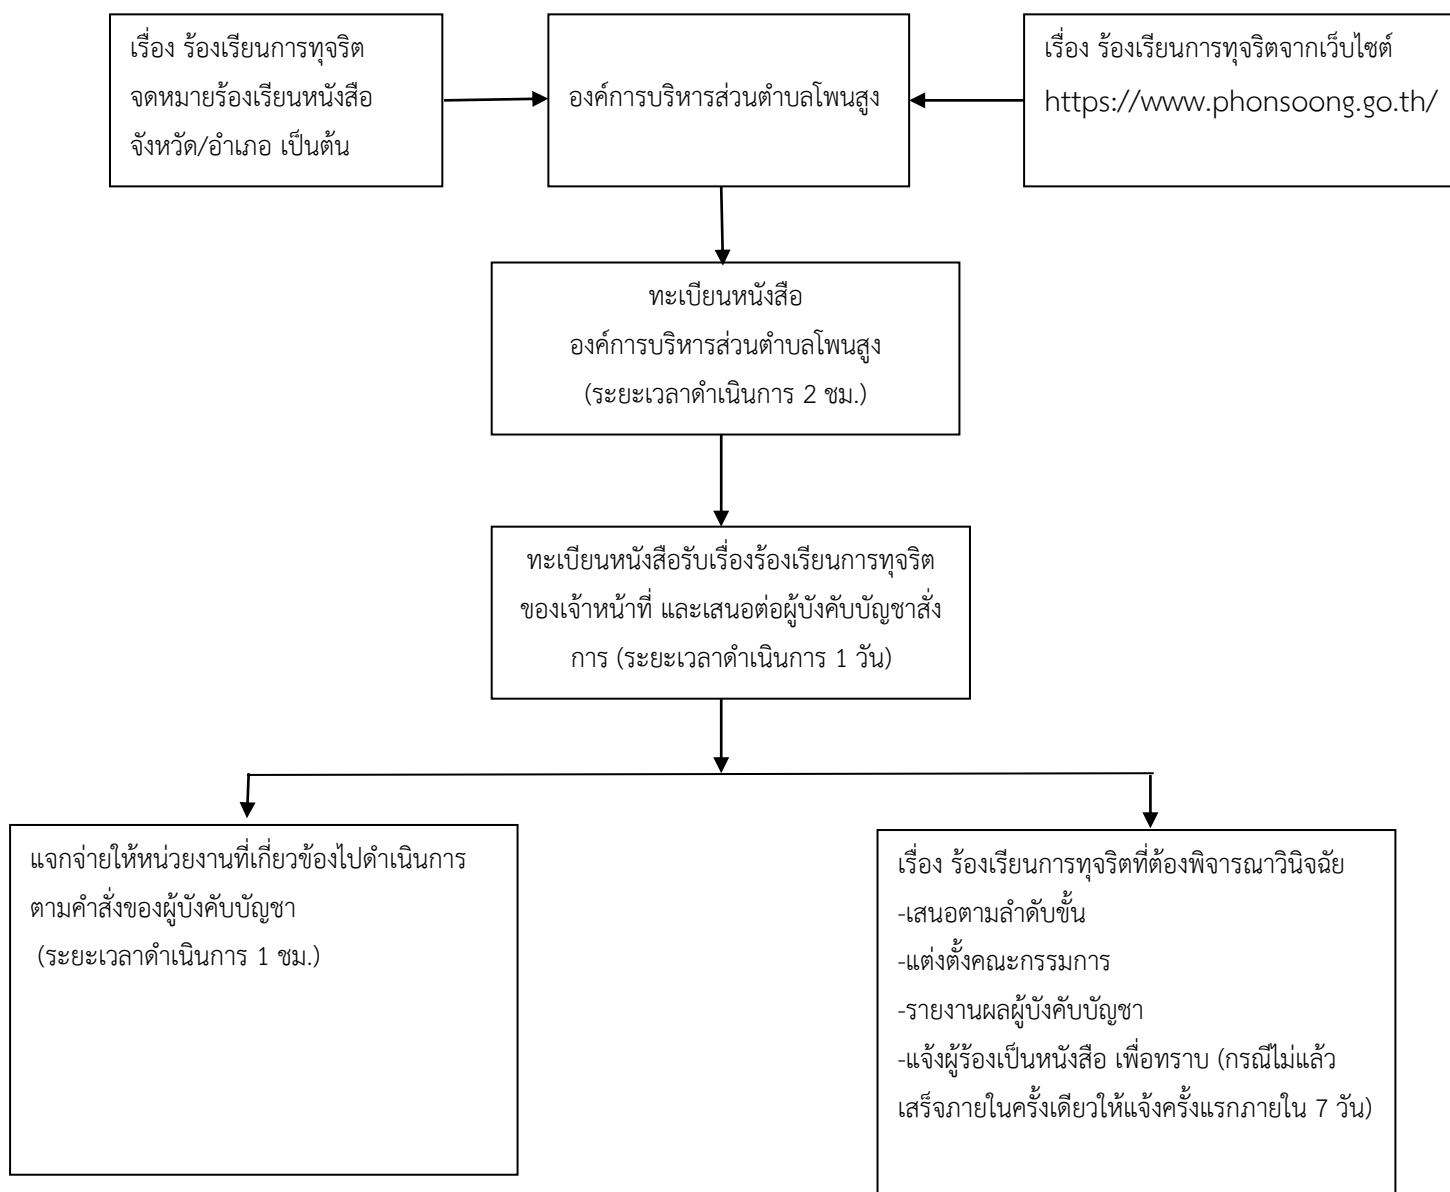 เรื่อง ร้องเรียนการทุจริต
จดหมายร้องเรียนหนังสือ
จังหวัด/อำเภอ เป็นต้น
องค์การบริหารส่วนตำบลโพนสูง
เรื่อง ร้องเรียนการทุจริตจากเว็บไซต์
https://www.phonsoong.go.th/
ทะเบียนหนังสือ
องค์การบริหารส่วนตำบลโพนสูง
(ระยะเวลาดำเนินการ 2 ชม.)
ทะเบียนหนังสือรับเรื่องร้องเรียนการทุจริต
ของเจ้าหน้าที่ และเสนอต่อผู้บังคับบัญชาสั่ง
การ (ระยะเวลาดำเนินการ 1 วัน)
แจกจ่ายให้หน่วยงานที่เกี่ยวข้องไปดำเนินการ
ตามคำสั่งของผู้บังคับบัญชา
(ระยะเวลาดำเนินการ 1 ชม.)
เรื่อง ร้องเรียนการทุจริตที่ต้องพิจารณาวินิจฉัย
-เสนอตามลำดับขั้น
-แต่งตั้งคณะกรรมการ
-รายงานผลผู้บังคับบัญชา
-แจ้งผู้ร้องเป็นหนังสือ เพื่อทราบ (กรณีไม่แล้ว
เสร็จภายในครั้งเดียวให้แจ้งครั้งแรกภายใน 7 วัน)